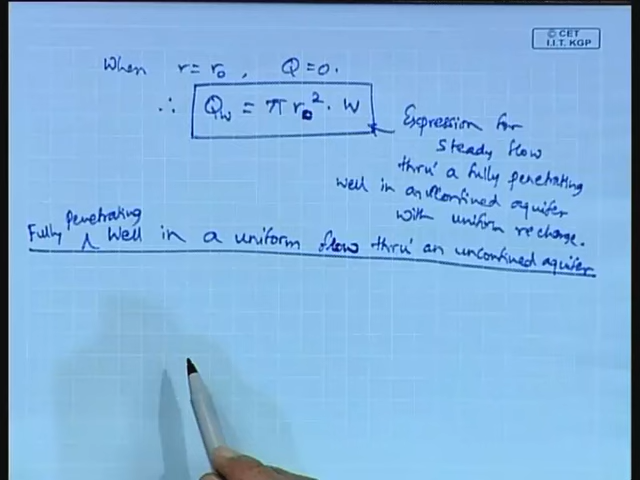 © CET
I.I.T. KGP
When r = r₀, Q = 0.
∴ Q_w = π r₀² · W
Expression for
steady flow
thru' a fully penetrating
well in an unconfined aquifer
with uniform recharge.
Fully penetrating Well in a uniform flow thru' an unconfined aquifer